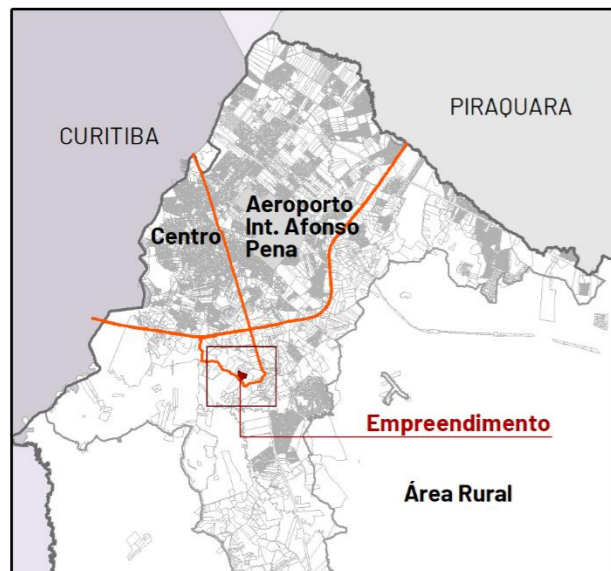 PIRAQUARA
CURITIBA
Aeroporto
Int. Afonso
Pena
Centro
Empreendimento
Área Rural